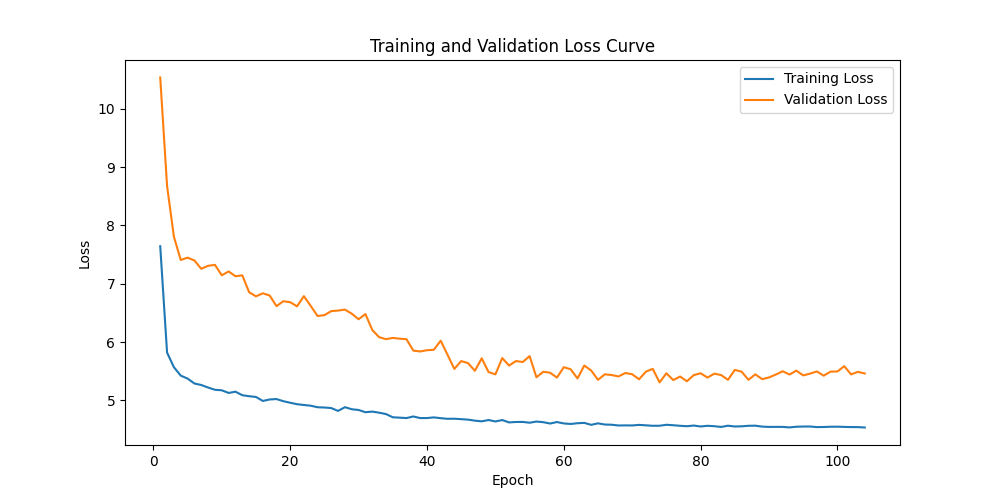 Training and Validation Loss Curve
Training Loss
Validation Loss
10
9
8
7
6
5
Loss
0 20 40 60 80 100
Epoch